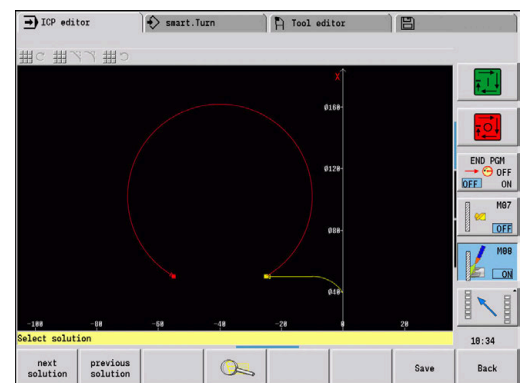 ICP editor
smart.Turn
Tool editor
X
Ø160
Ø120
Ø80
Ø40
-100 -80 -60 -40 -20 0 20
Select solution
next solution
previous solution
Save
Back
END PGM
OFF
OFF ON
M07
OFF
M08
ON
10:34